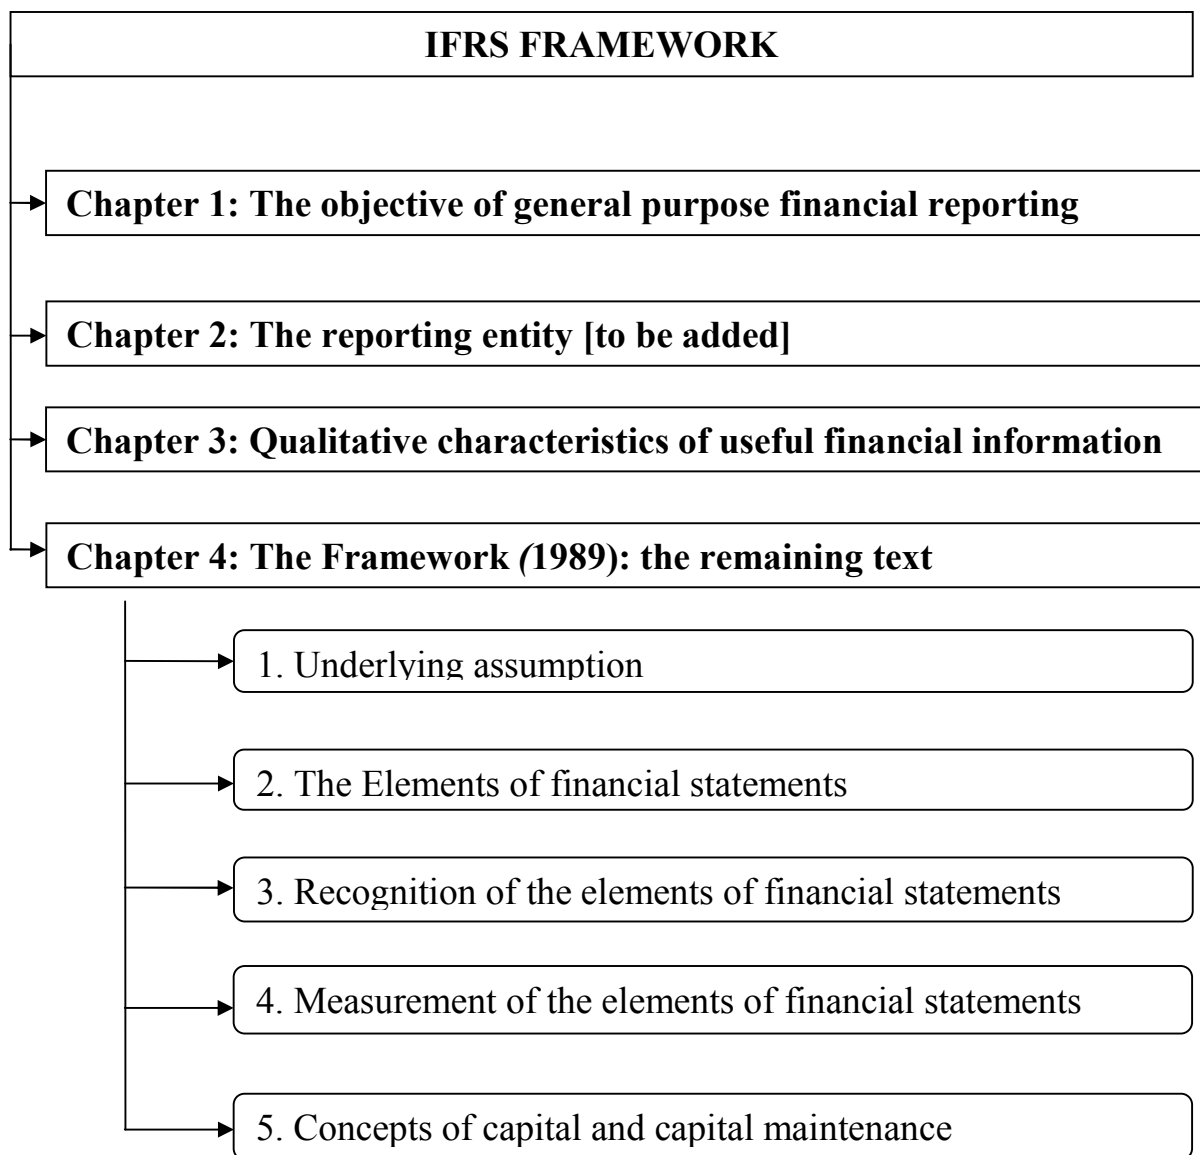 IFRS FRAMEWORK
Chapter 1: The objective of general purpose financial reporting
Chapter 2: The reporting entity [to be added]
Chapter 3: Qualitative characteristics of useful financial information
Chapter 4: The Framework (1989): the remaining text
1. Underlying assumption
2. The Elements of financial statements
3. Recognition of the elements of financial statements
4. Measurement of the elements of financial statements
5. Concepts of capital and capital maintenance